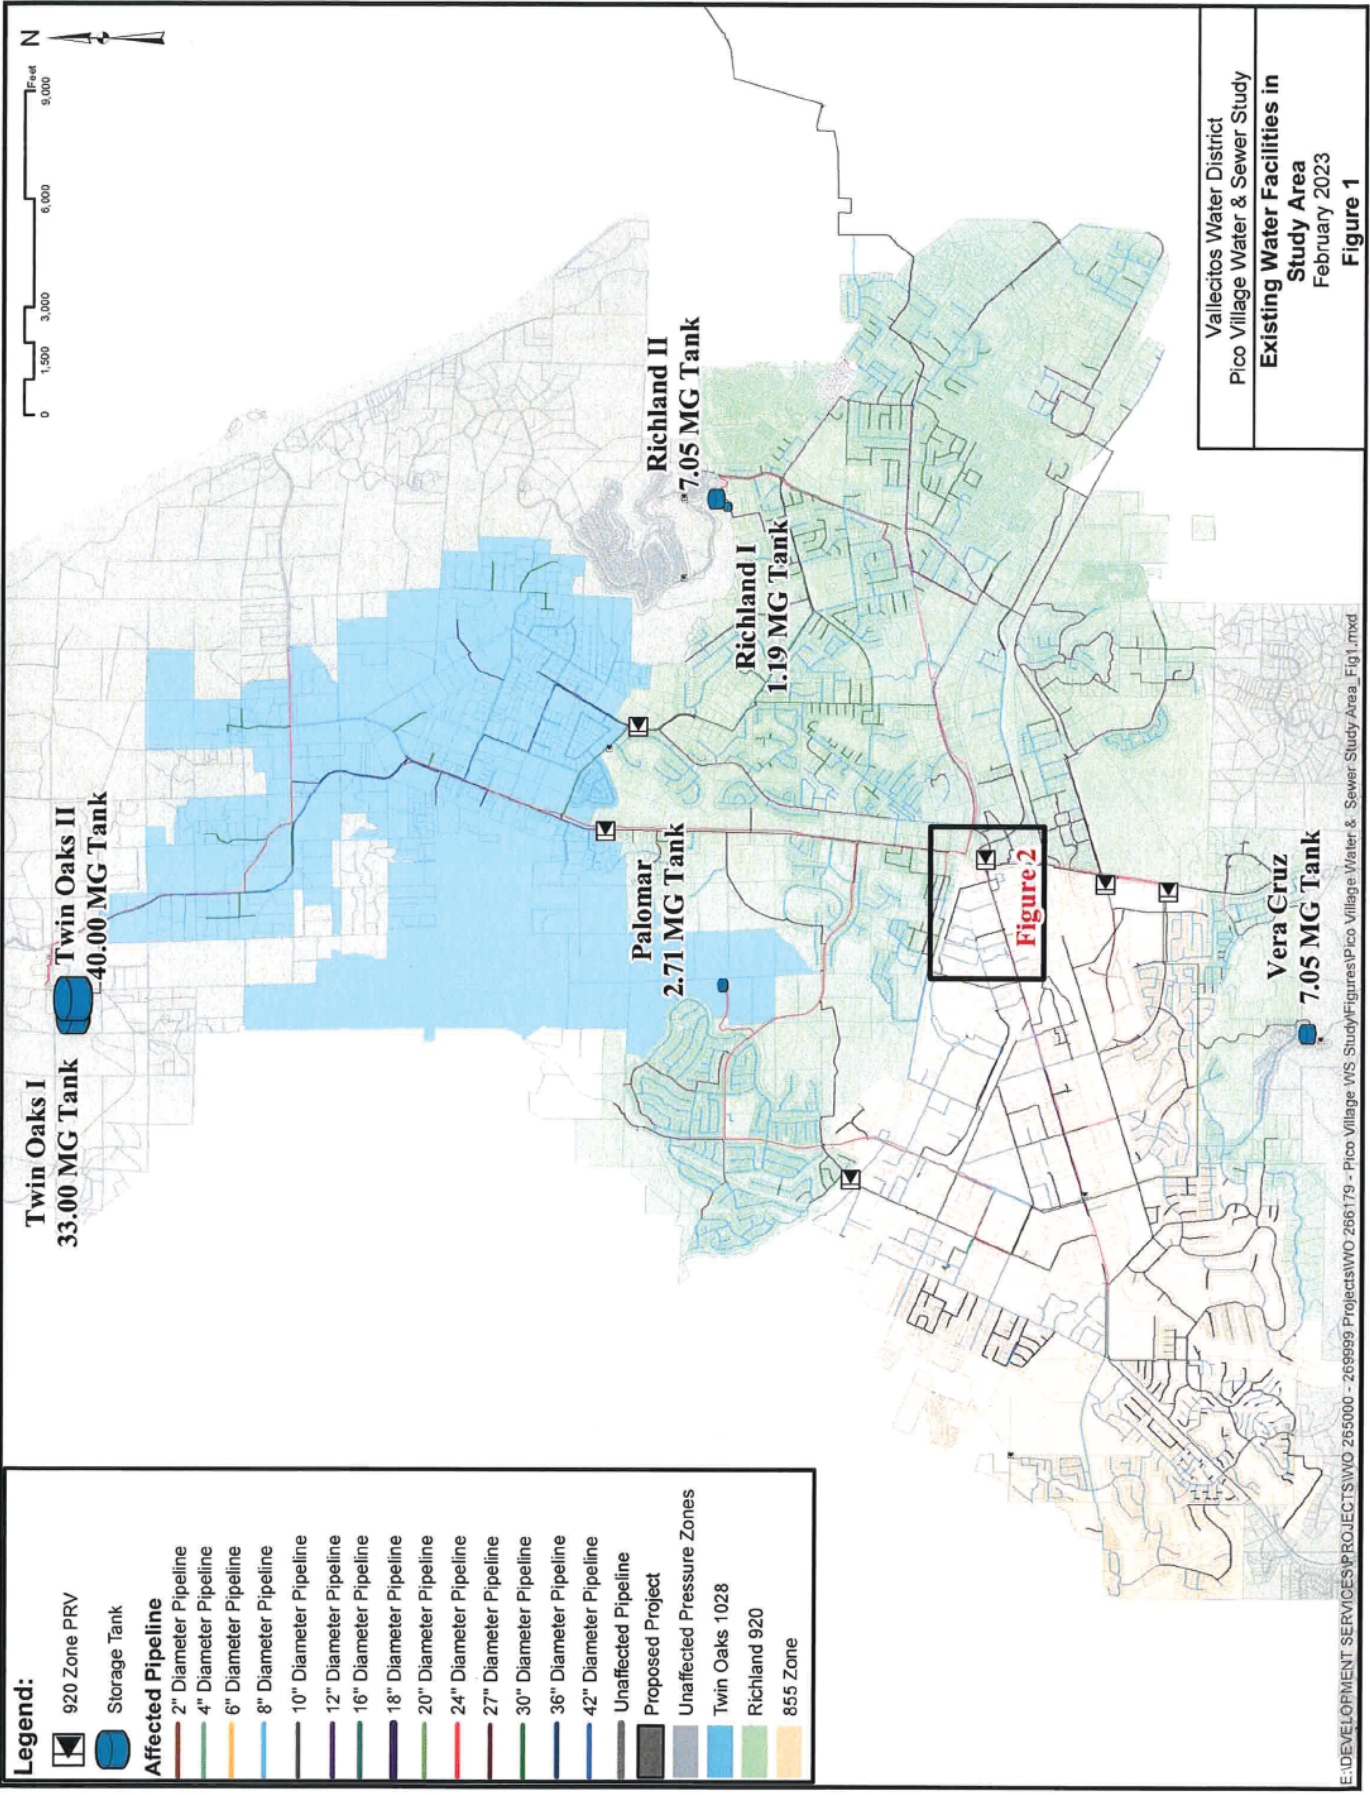 Legend:
920 Zone PRV
Storage Tank
Affected Pipeline
2" Diameter Pipeline
4" Diameter Pipeline
6" Diameter Pipeline
8" Diameter Pipeline
10" Diameter Pipeline
12" Diameter Pipeline
16" Diameter Pipeline
18" Diameter Pipeline
20" Diameter Pipeline
24" Diameter Pipeline
27" Diameter Pipeline
30" Diameter Pipeline
36" Diameter Pipeline
42" Diameter Pipeline
Unaffected Pipeline
Proposed Project
Unaffected Pressure Zones
Twin Oaks 1028
Richland 920
855 Zone
Twin Oaks I
33.00 MG Tank
Twin Oaks II
40.00 MG Tank
N
0 1,500 3,000 6,000 9,000
Feet
Palomar
2.71 MG Tank
Richland II
7.05 MG Tank
Richland I
1.19 MG Tank
Figure 2
Vera Cruz
7.05 MG Tank
Vallecitos Water District
Pico Village Water & Sewer Study
Existing Water Facilities in
Study Area
February 2023
Figure 1
E:\DEVELOPMENT SERVICES\PROJECTS\WO 265000 - 269999 Projects\WO 266179 - Pico Village WS Study\Figures\Pico Village Water & Sewer Study Area_Fig1.mxd